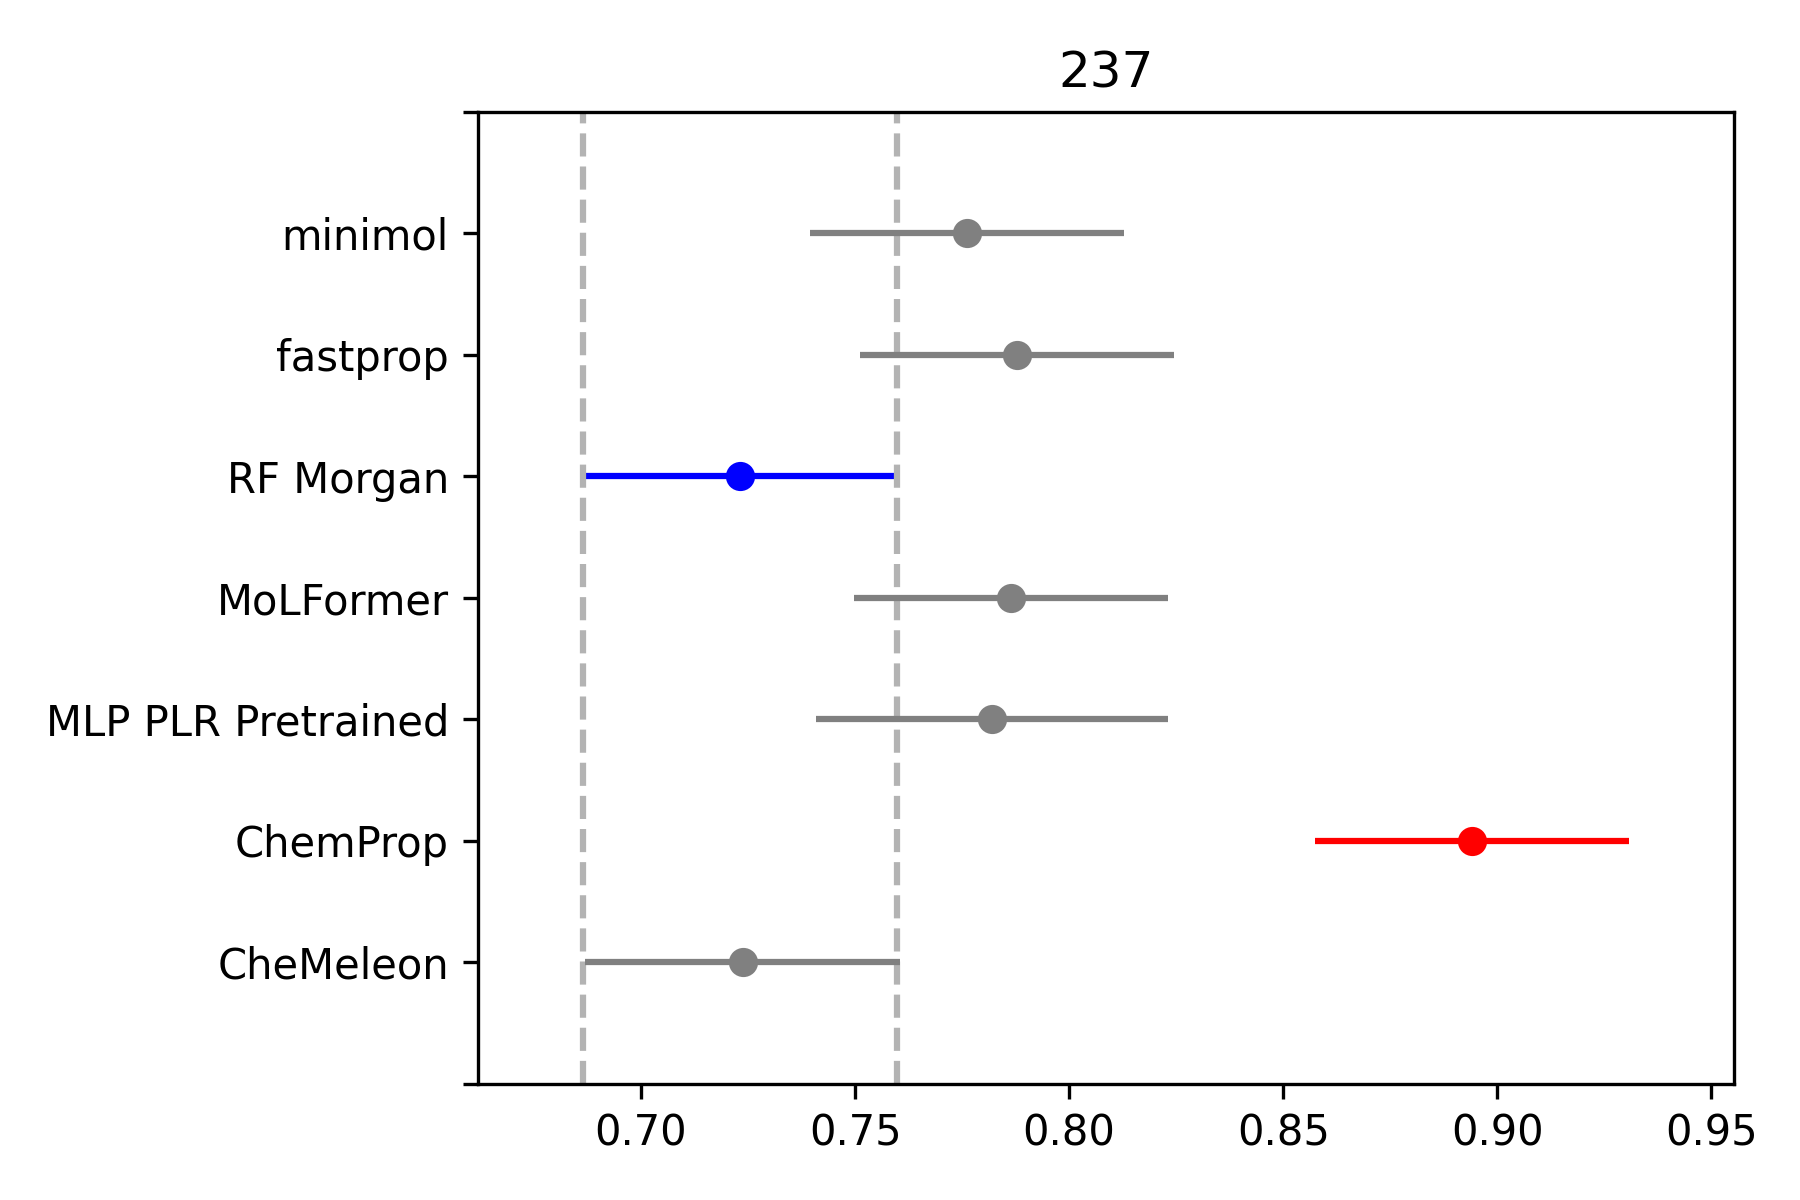 237
minimol
fastprop
RF Morgan
MoLFormer
MLP PLR Pretrained
ChemProp
CheMeleon
0.70 0.75 0.80 0.85 0.90 0.95